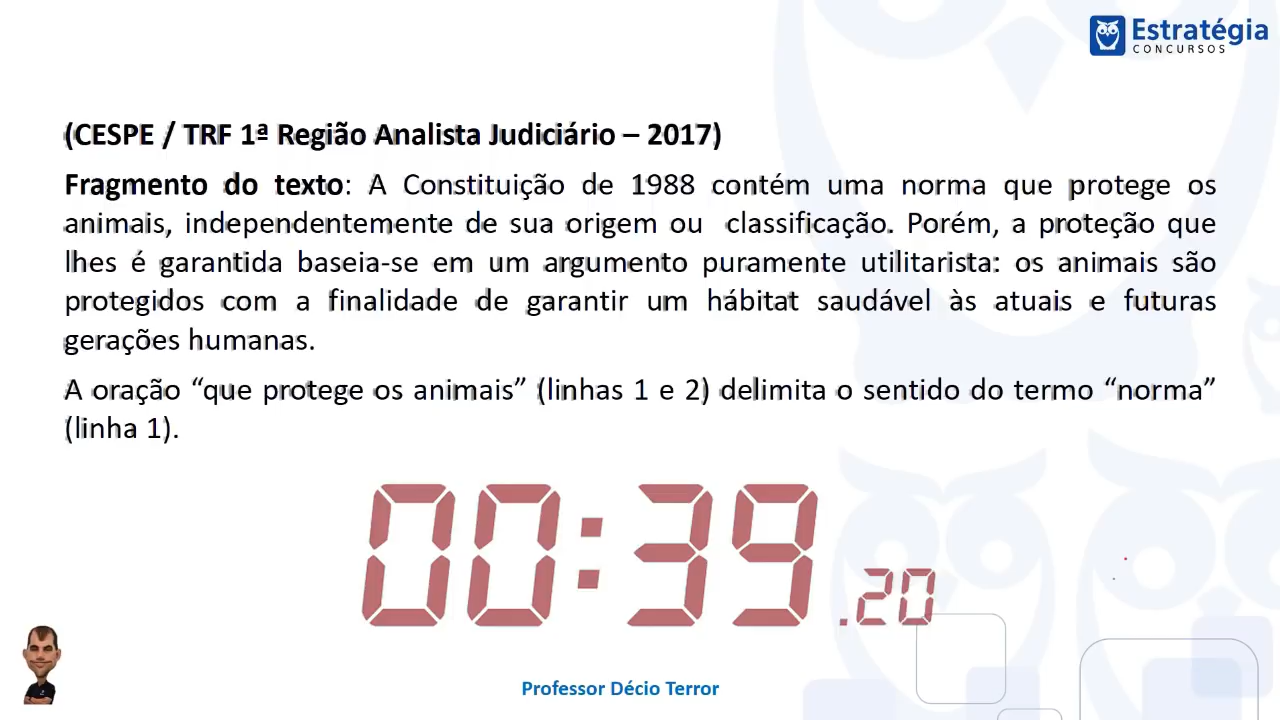 Estratégia
CONCURSOS
(CESPE / TRF 1ª Região Analista Judiciário – 2017)
Fragmento do texto: A Constituição de 1988 contém uma norma que protege os
animais, independentemente de sua origem ou classificação. Porém, a proteção que
lhes é garantida baseia-se em um argumento puramente utilitarista: os animais são
protegidos com a finalidade de garantir um hábitat saudável às atuais e futuras
gerações humanas.
A oração “que protege os animais” (linhas 1 e 2) delimita o sentido do termo “norma”
(linha 1).
00:39.20
Professor Décio Terror